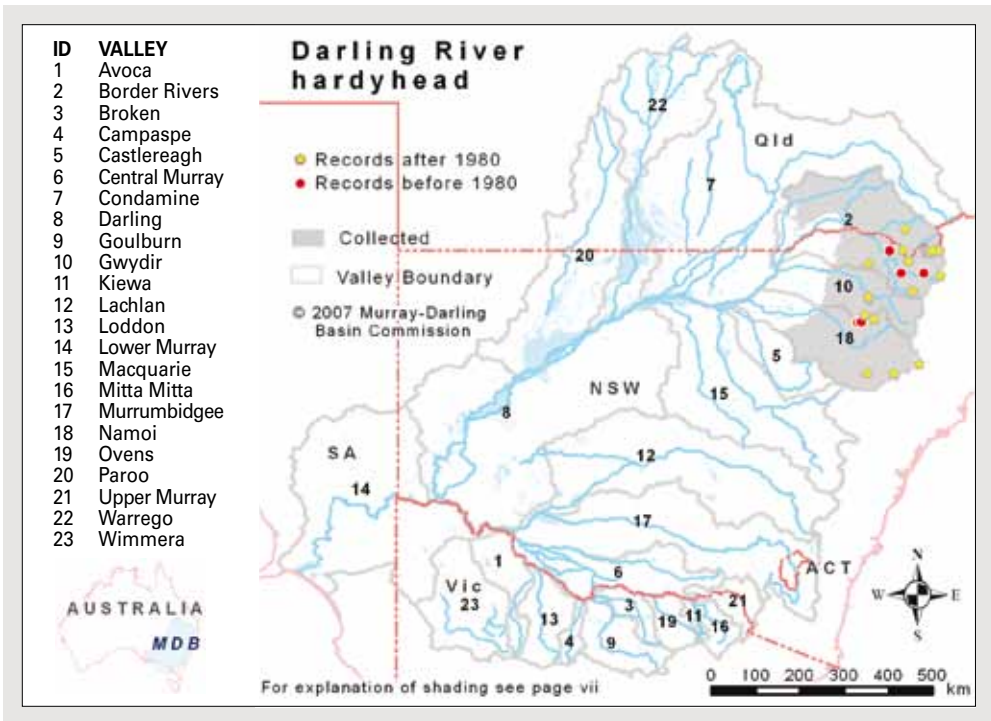 ID VALLEY
1 Avoca
2 Border Rivers
3 Broken
4 Campaspe
5 Castlereagh
6 Central Murray
7 Condamine
8 Darling
9 Goulburn
10 Gwydir
11 Kiewa
12 Lachlan
13 Loddon
14 Lower Murray
15 Macquarie
16 Mitta Mitta
17 Murrumbidgee
18 Namoi
19 Ovens
20 Paroo
21 Upper Murray
22 Warrego
23 Wimmera
AUSTRALIA
MDB
Darling River
hardyhead
Records after 1980
Records before 1980
Collected
Valley Boundary
© 2007 Murray-Darling
Basin Commission
22
Qld
7
2
20
10
18
5
NSW
15
8
SA
12
14
17
ACT
1
6
Vic
23
21
3
13
19
11
16
4
9
N
W E
S
For explanation of shading see page vii
0 100 200 300 400 500
km